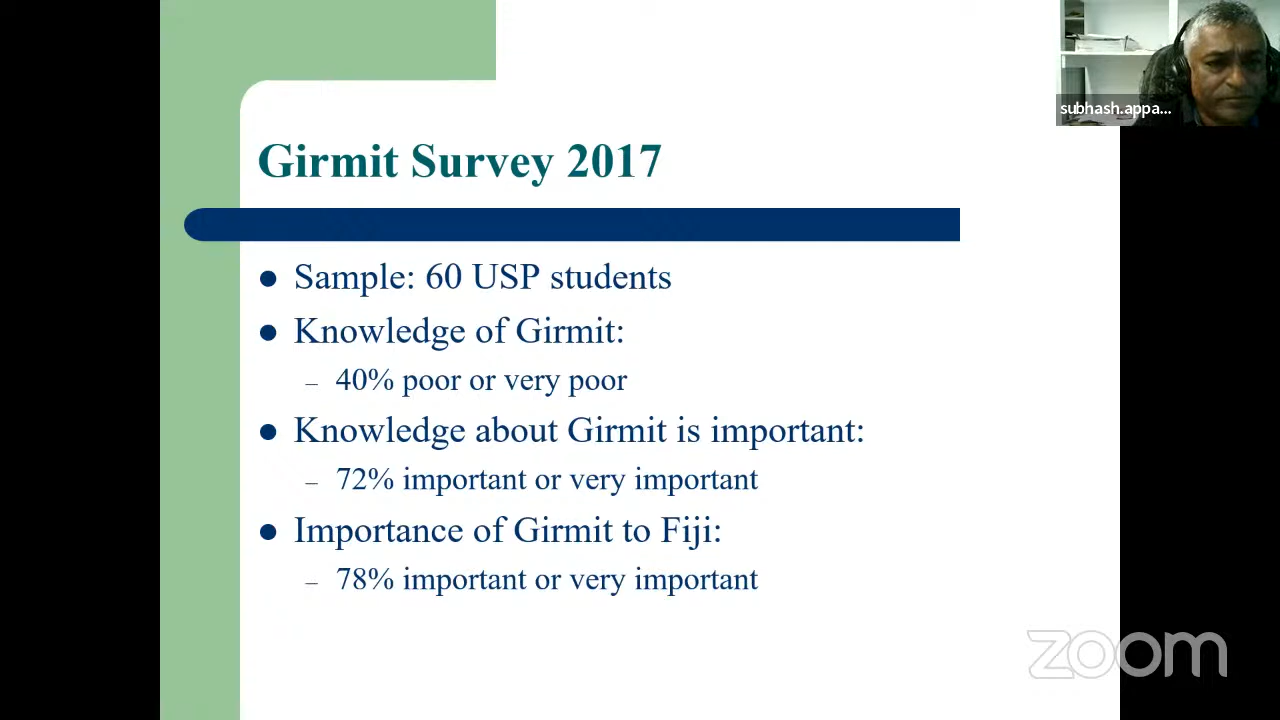 subhash.appa...
Girmit Survey 2017
● Sample: 60 USP students
● Knowledge of Girmit:
– 40% poor or very poor
● Knowledge about Girmit is important:
– 72% important or very important
● Importance of Girmit to Fiji:
– 78% important or very important
zoom